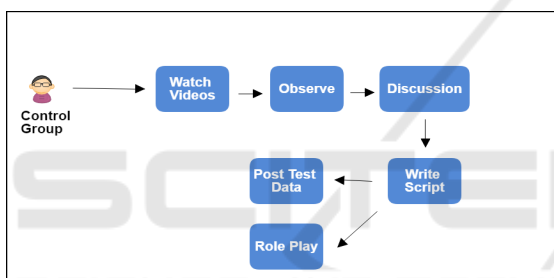 Watch
Videos
Observe
Discussion
Control
Group
Post Test
Data
Write
Script
Role Play